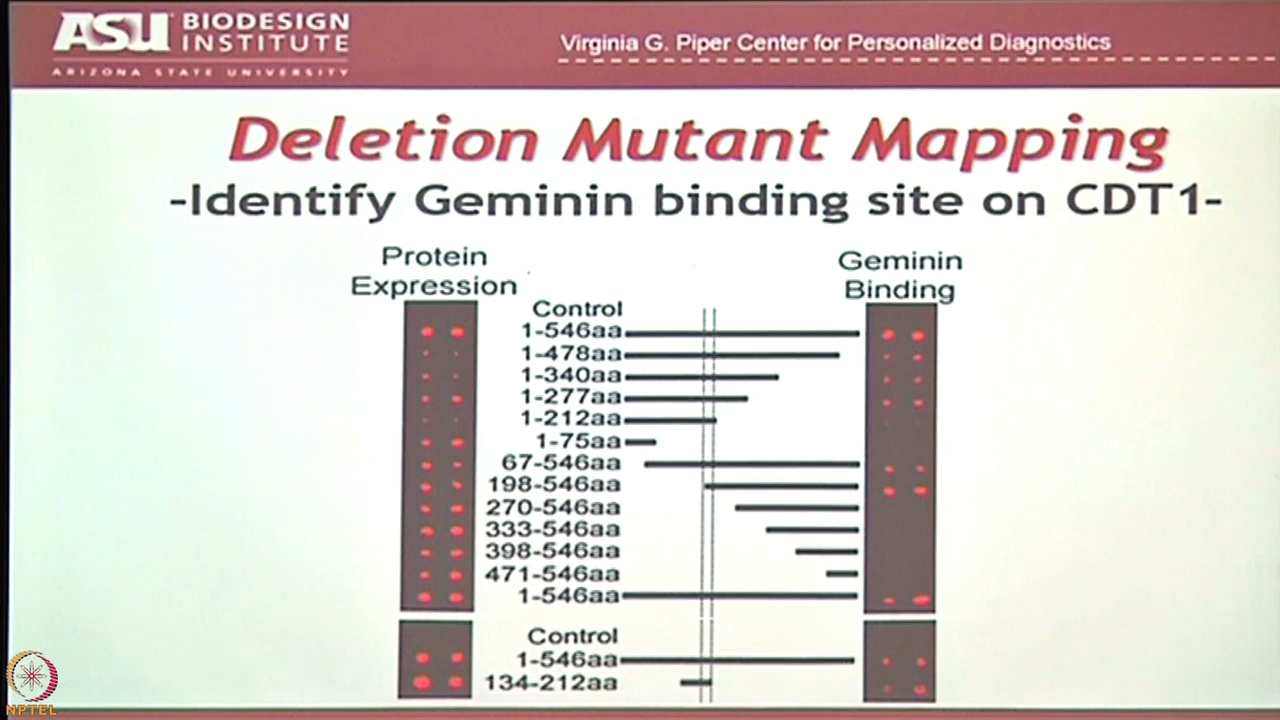 ASU BIODESIGN INSTITUTE
ARIZONA STATE UNIVERSITY
Virginia G. Piper Center for Personalized Diagnostics
Deletion Mutant Mapping
-Identify Geminin binding site on CDT1-
Protein
Expression
Geminin
Binding
Control
1-546aa
1-478aa
1-340aa
1-277aa
1-212aa
1-75aa
67-546aa
198-546aa
270-546aa
333-546aa
398-546aa
471-546aa
1-546aa
Control
1-546aa
134-212aa
NPTEL